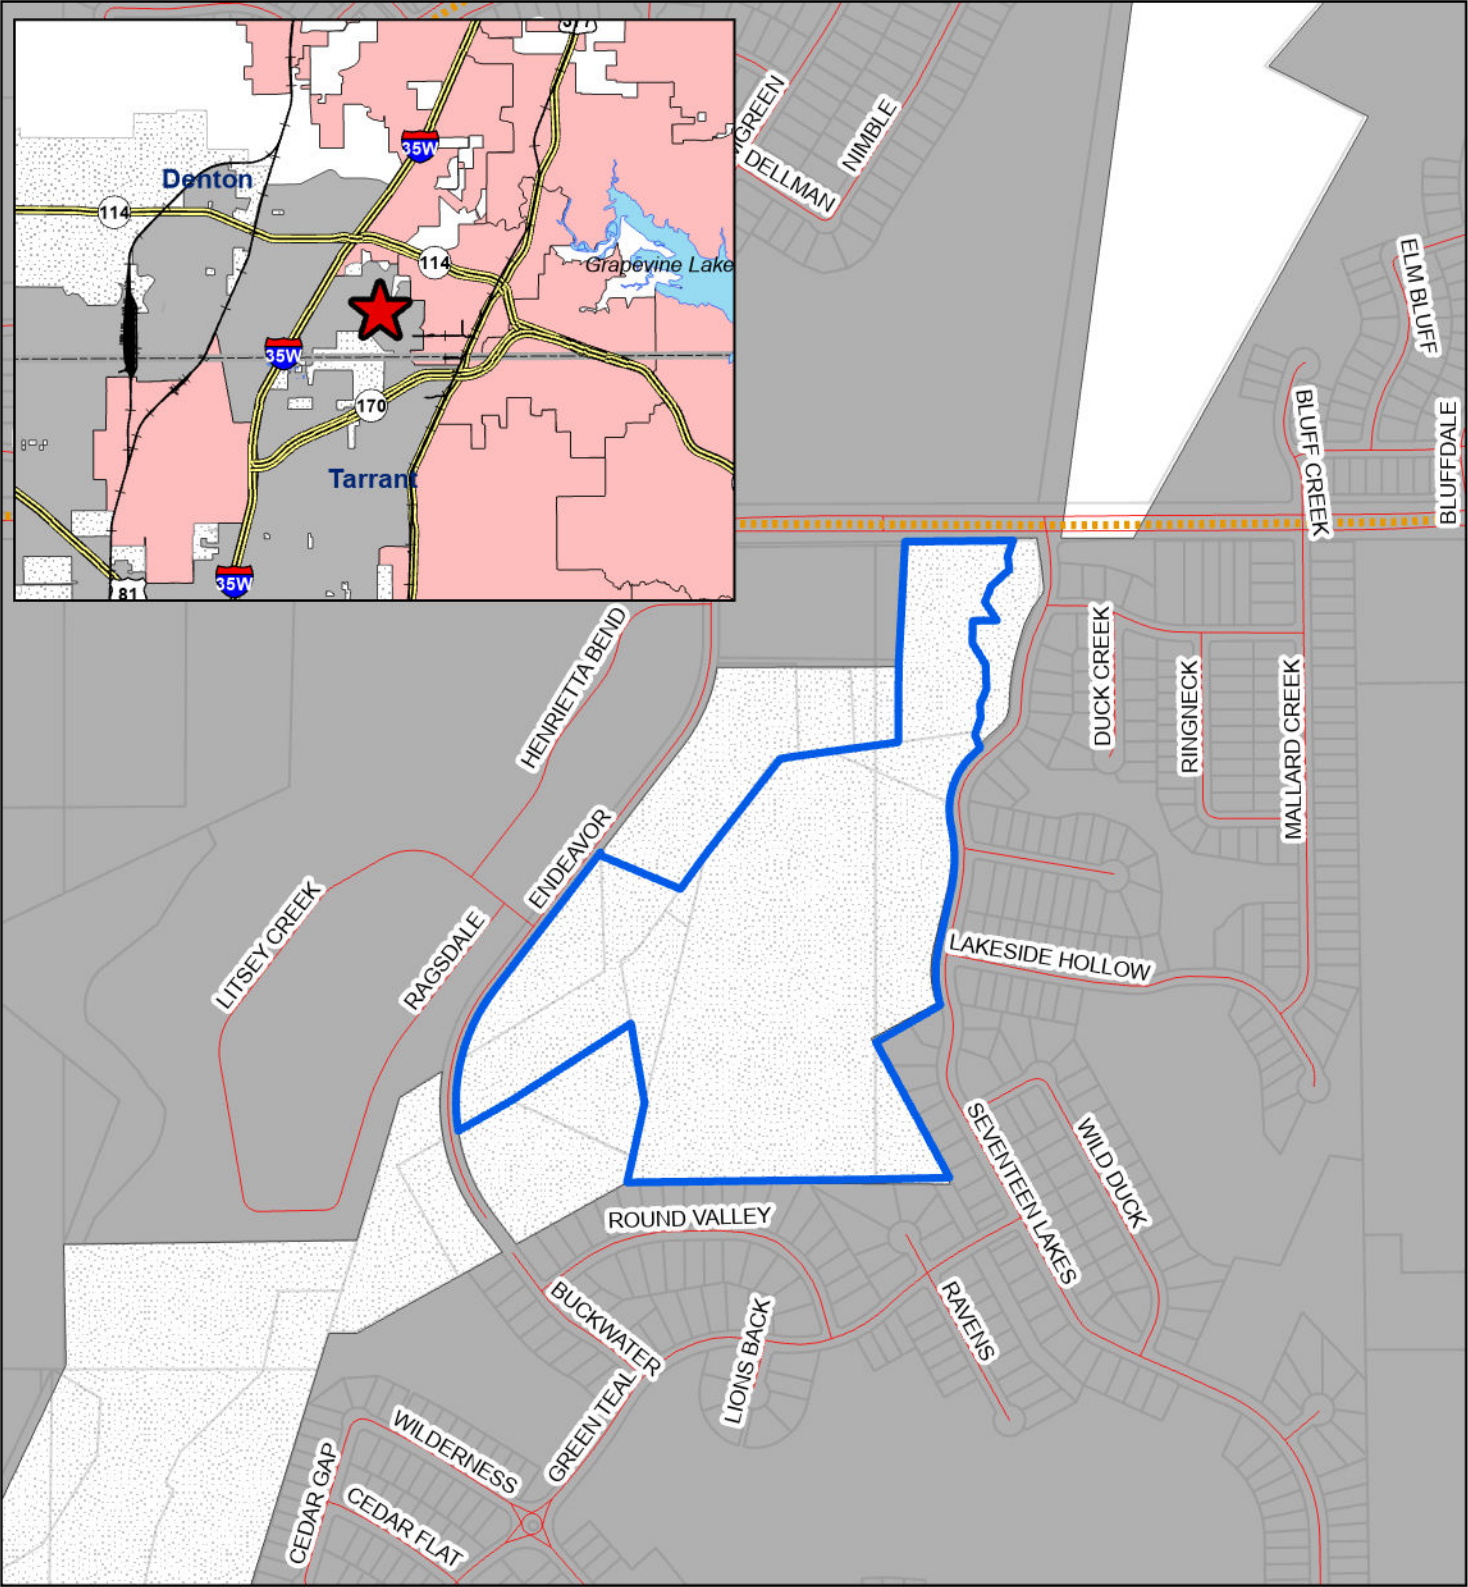 35W
Denton
114
114
Grapevine Lake
35W
170
Tarrant
81
35W
GREEN
DELLMAN
NIMBLE
ELM BLUFF
BLUFF CREEK
BLUFFDALE
HENRIETTA BEND
DUCK CREEK
RINGNECK
MALLARD CREEK
ENDEAVOR
LITSEY CREEK
RAGSDALE
LAKESIDE HOLLOW
SEVENTEEN LAKES
WILD DUCK
ROUND VALLEY
BUCKWATER
LIONS BACK
RAVENS
GREEN TEAL
WILDERNESS
CEDAR GAP
CEDAR FLAT